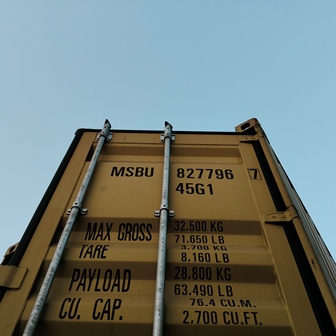 MSBU 827796 7
45G1
MAX GROSS 32.500 KG
71.650 LB
TARE 3.700 KG
8,160 LB
PAYLOAD 28,800 KG
63,490 LB
CU. CAP. 76.4 CU.M.
2,700 CU.FT.